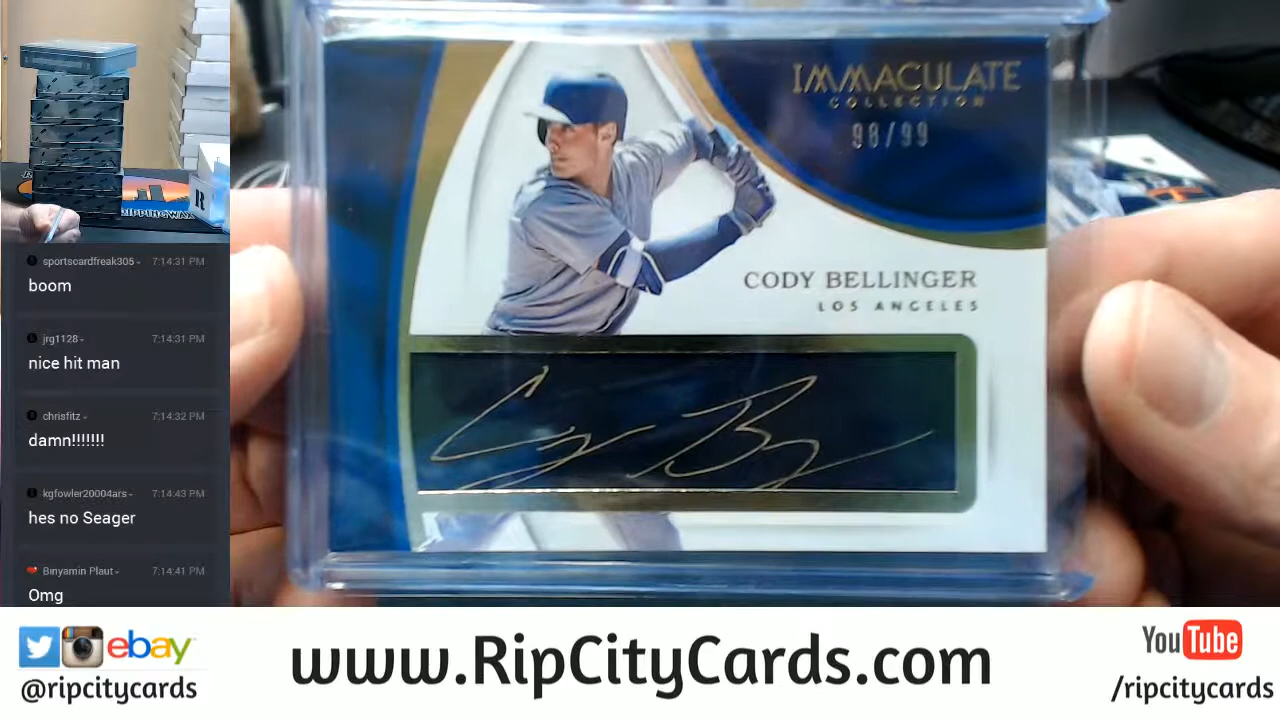 sportscardfreak305 7:14:31 PM
boom
jrg1128 7:14:31 PM
nice hit man
chrisfitz 7:14:32 PM
damn!!!!!!!
kgfowler20004ars 7:14:43 PM
hes no Seager
Binyamin Plaut 7:14:41 PM
Omg
RIPPINGWAX
R
IMMACULATE
COLLECTION
98/99
CODY BELLINGER
LOS ANGELES
ebay
@ripcitycards
www.RipCityCards.com
YouTube
/ripcitycards